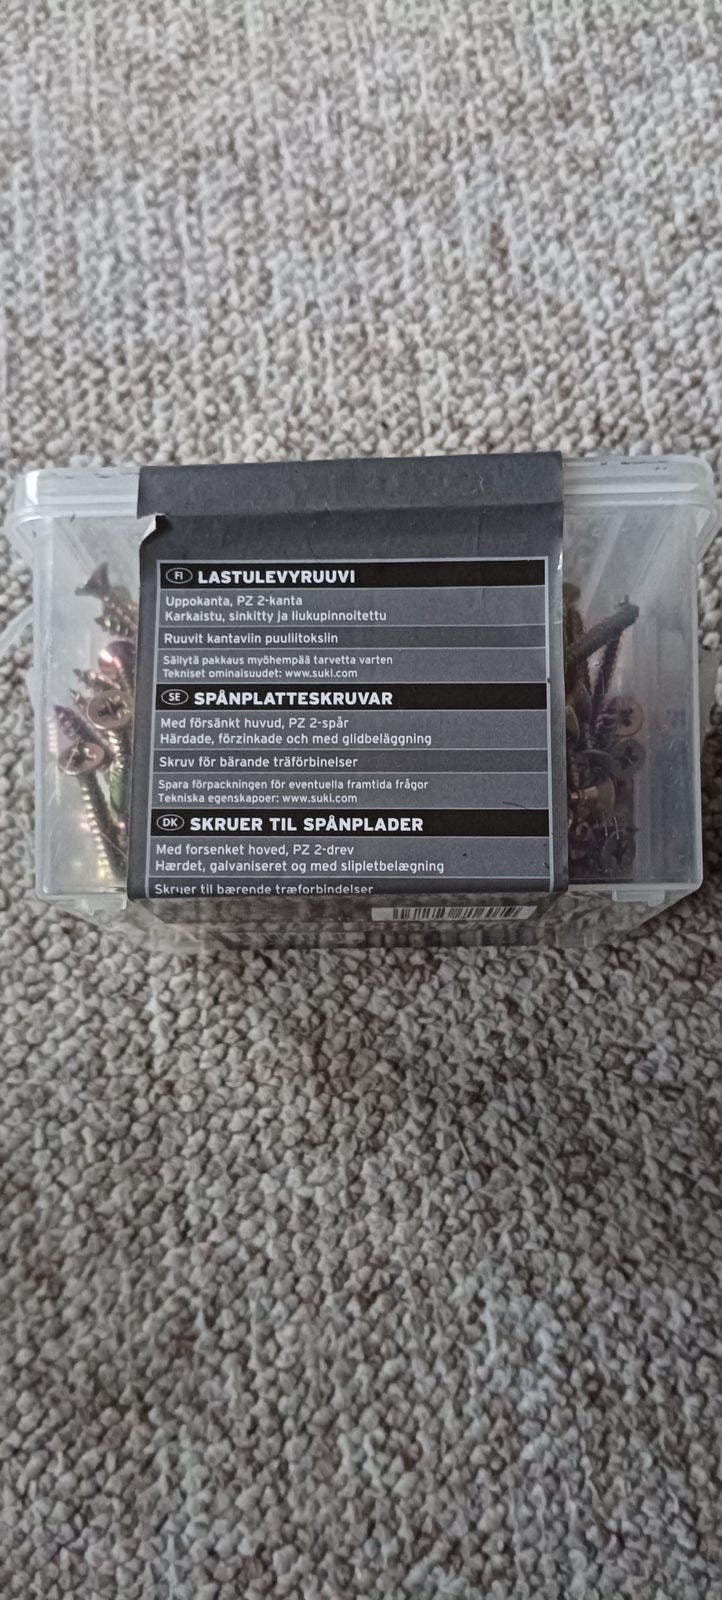 FI LASTULEVYRUUVI
Uppokanta, PZ 2-kanta
Karkaistu, sinkitty ja liukupinnoitettu
Ruuvit kantaviin puuliitoksiin
Säilytä pakkaus myöhempää tarvetta varten
Tekniset ominaisuudet: www.suki.com
SE SPÅNPLATTESKRUVAR
Med försänkt huvud, PZ 2-spår
Härdade, förzinkade och med glidbeläggning
Skruv för bärande träförbinelser
Spara förpackningen för eventuella framtida frågor
Tekniska egenskapoer: www.suki.com
DK SKRUER TIL SPÅNPLADER
Med forsenket hoved, PZ 2-drev
Hærdet, galvaniseret og med slipletbelægning
Skruer til bærende træforbindelser